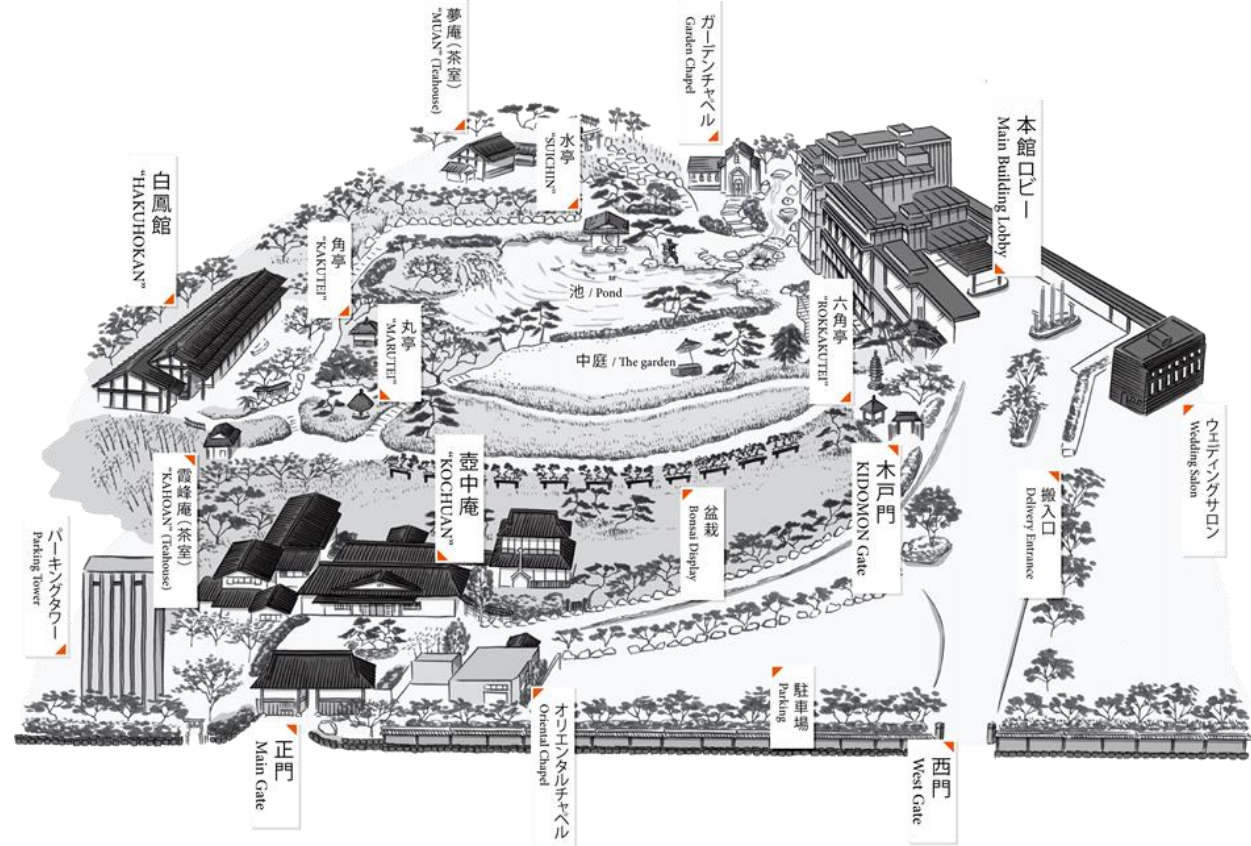 夢庵（茶室）
"MUAN" (Teahouse)
ガーデンチャペル
Garden Chapel
水亭
"SUICHIN"
本館ロビー
Main Building Lobby
白鳳館
"HAKUHOKAN"
角亭
"KAKUTEI"
丸亭
"MARUTEI"
池 / Pond
中庭 / The garden
六角亭
"ROKKAKUTEI"
霞峰庵（茶室）
"KAHOAN" (Teahouse)
壺中庵
"KOCHUAN"
盆栽
Bonsai Display
木戸門
KIDOMON Gate
搬入口
Delivery Entrance
ウェディングサロン
Wedding Salon
パーキングタワー
Parking Tower
正門
Main Gate
オリエンタルチャペル
Oriental Chapel
駐車場
Parking
西門
West Gate